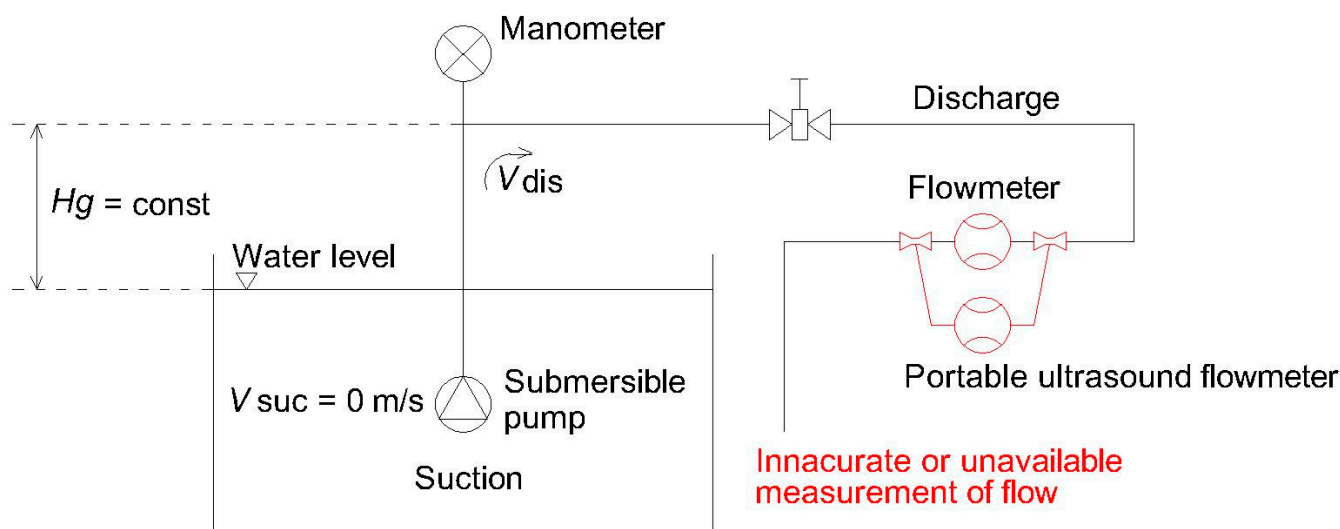 Manometer
Discharge
Vdis
Hg = const
Flowmeter
Water level
V suc = 0 m/s
Submersible
pump
Portable ultrasound flowmeter
Suction
Innacurate or unavailable
measurement of flow